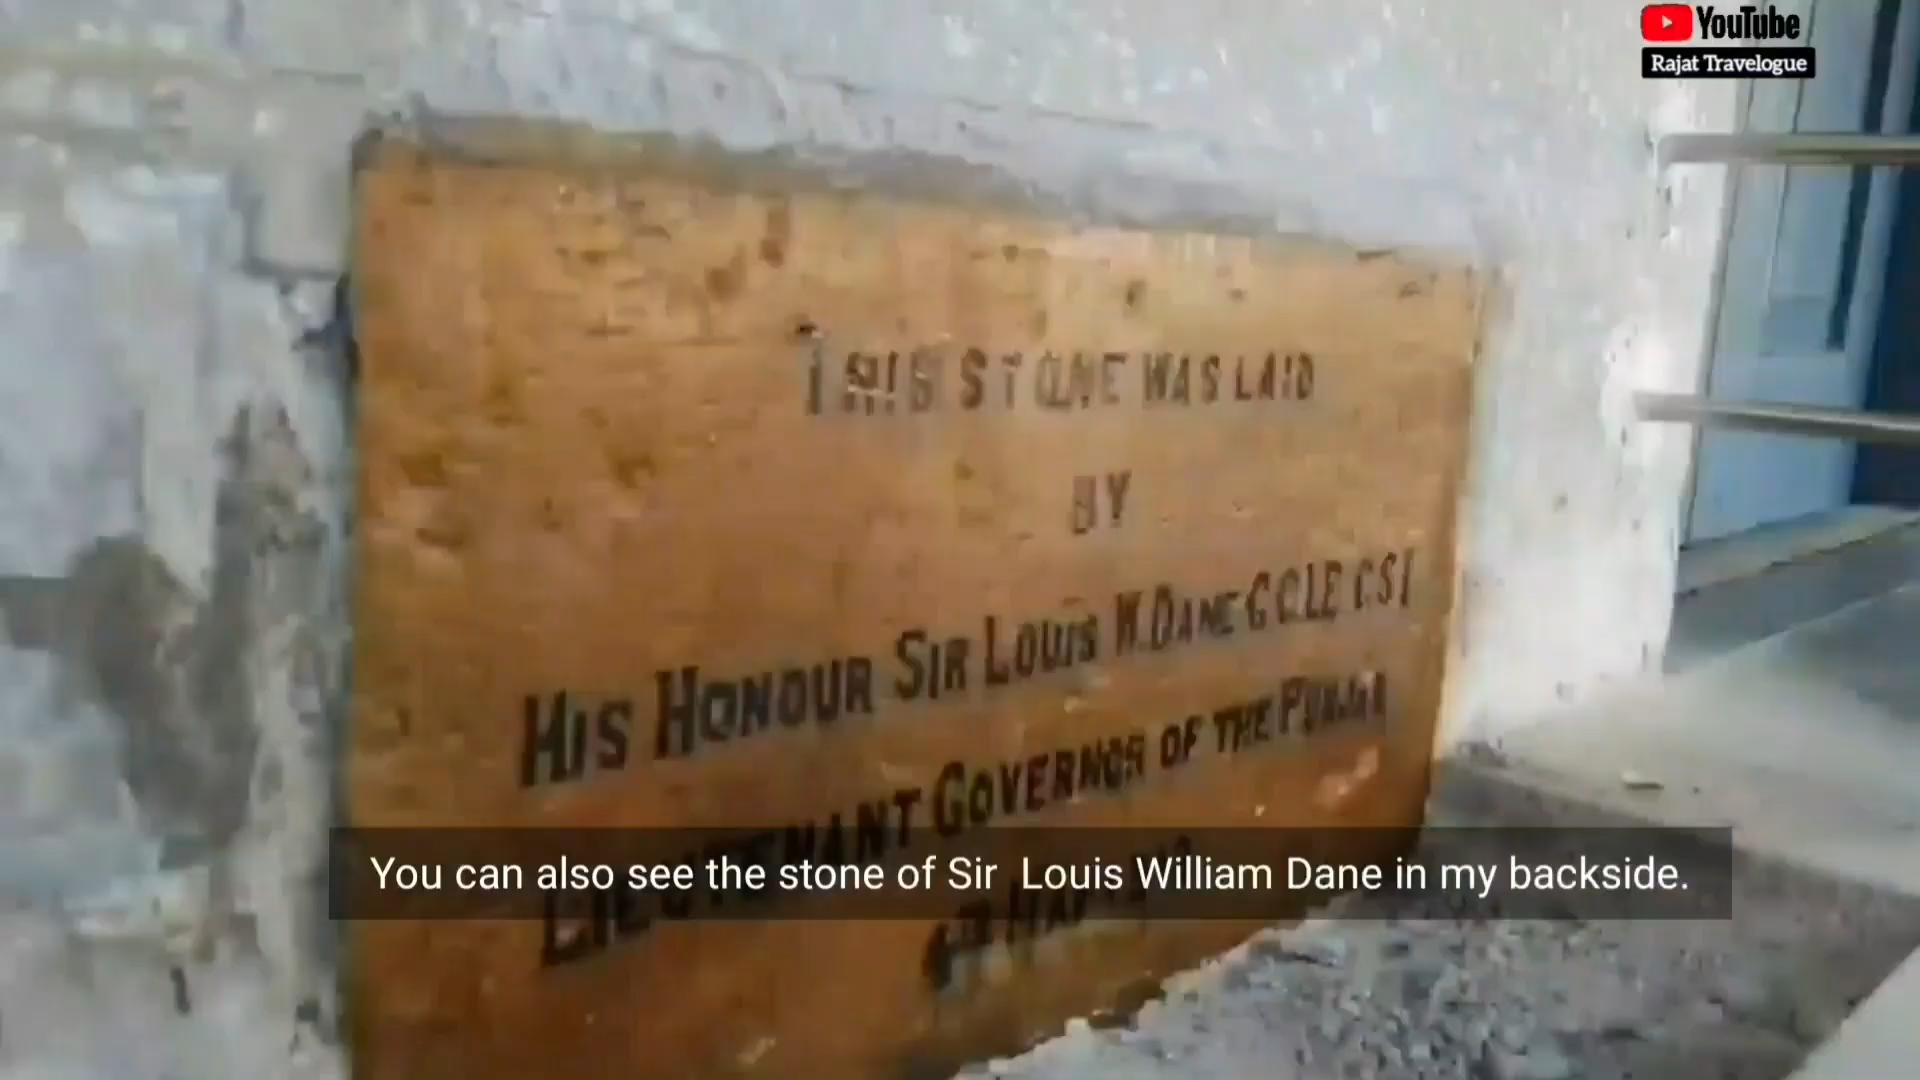 YouTube
Rajat Travelogue
THIS STONE WAS LAID
BY
HIS HONOUR SIR LOUIS W. DANE C.S.I
LIEUTENANT GOVERNOR OF THE PUNJAB
You can also see the stone of Sir Louis William Dane in my backside.